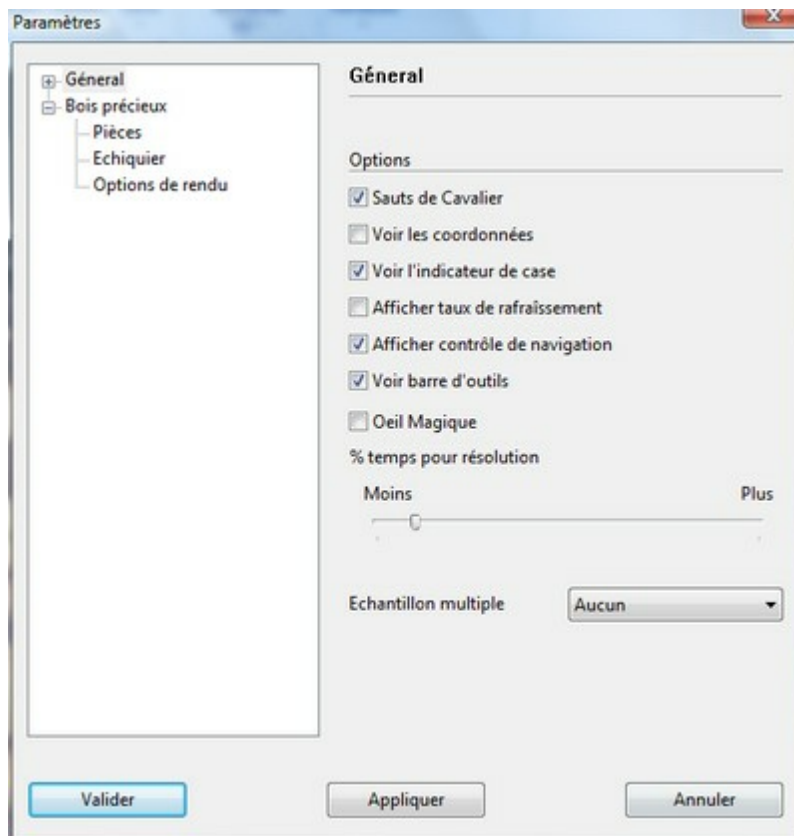 Paramètres
Géneral
Bois précieux
Pièces
Echiquier
Options de rendu
Géneral
Options
Sauts de Cavalier
Voir les coordonnées
Voir l'indicateur de case
Afficher taux de rafraîssement
Afficher contrôle de navigation
Voir barre d'outils
Oeil Magique
% temps pour résolution
Moins Plus
Echantillon multiple Aucun
Valider Appliquer Annuler